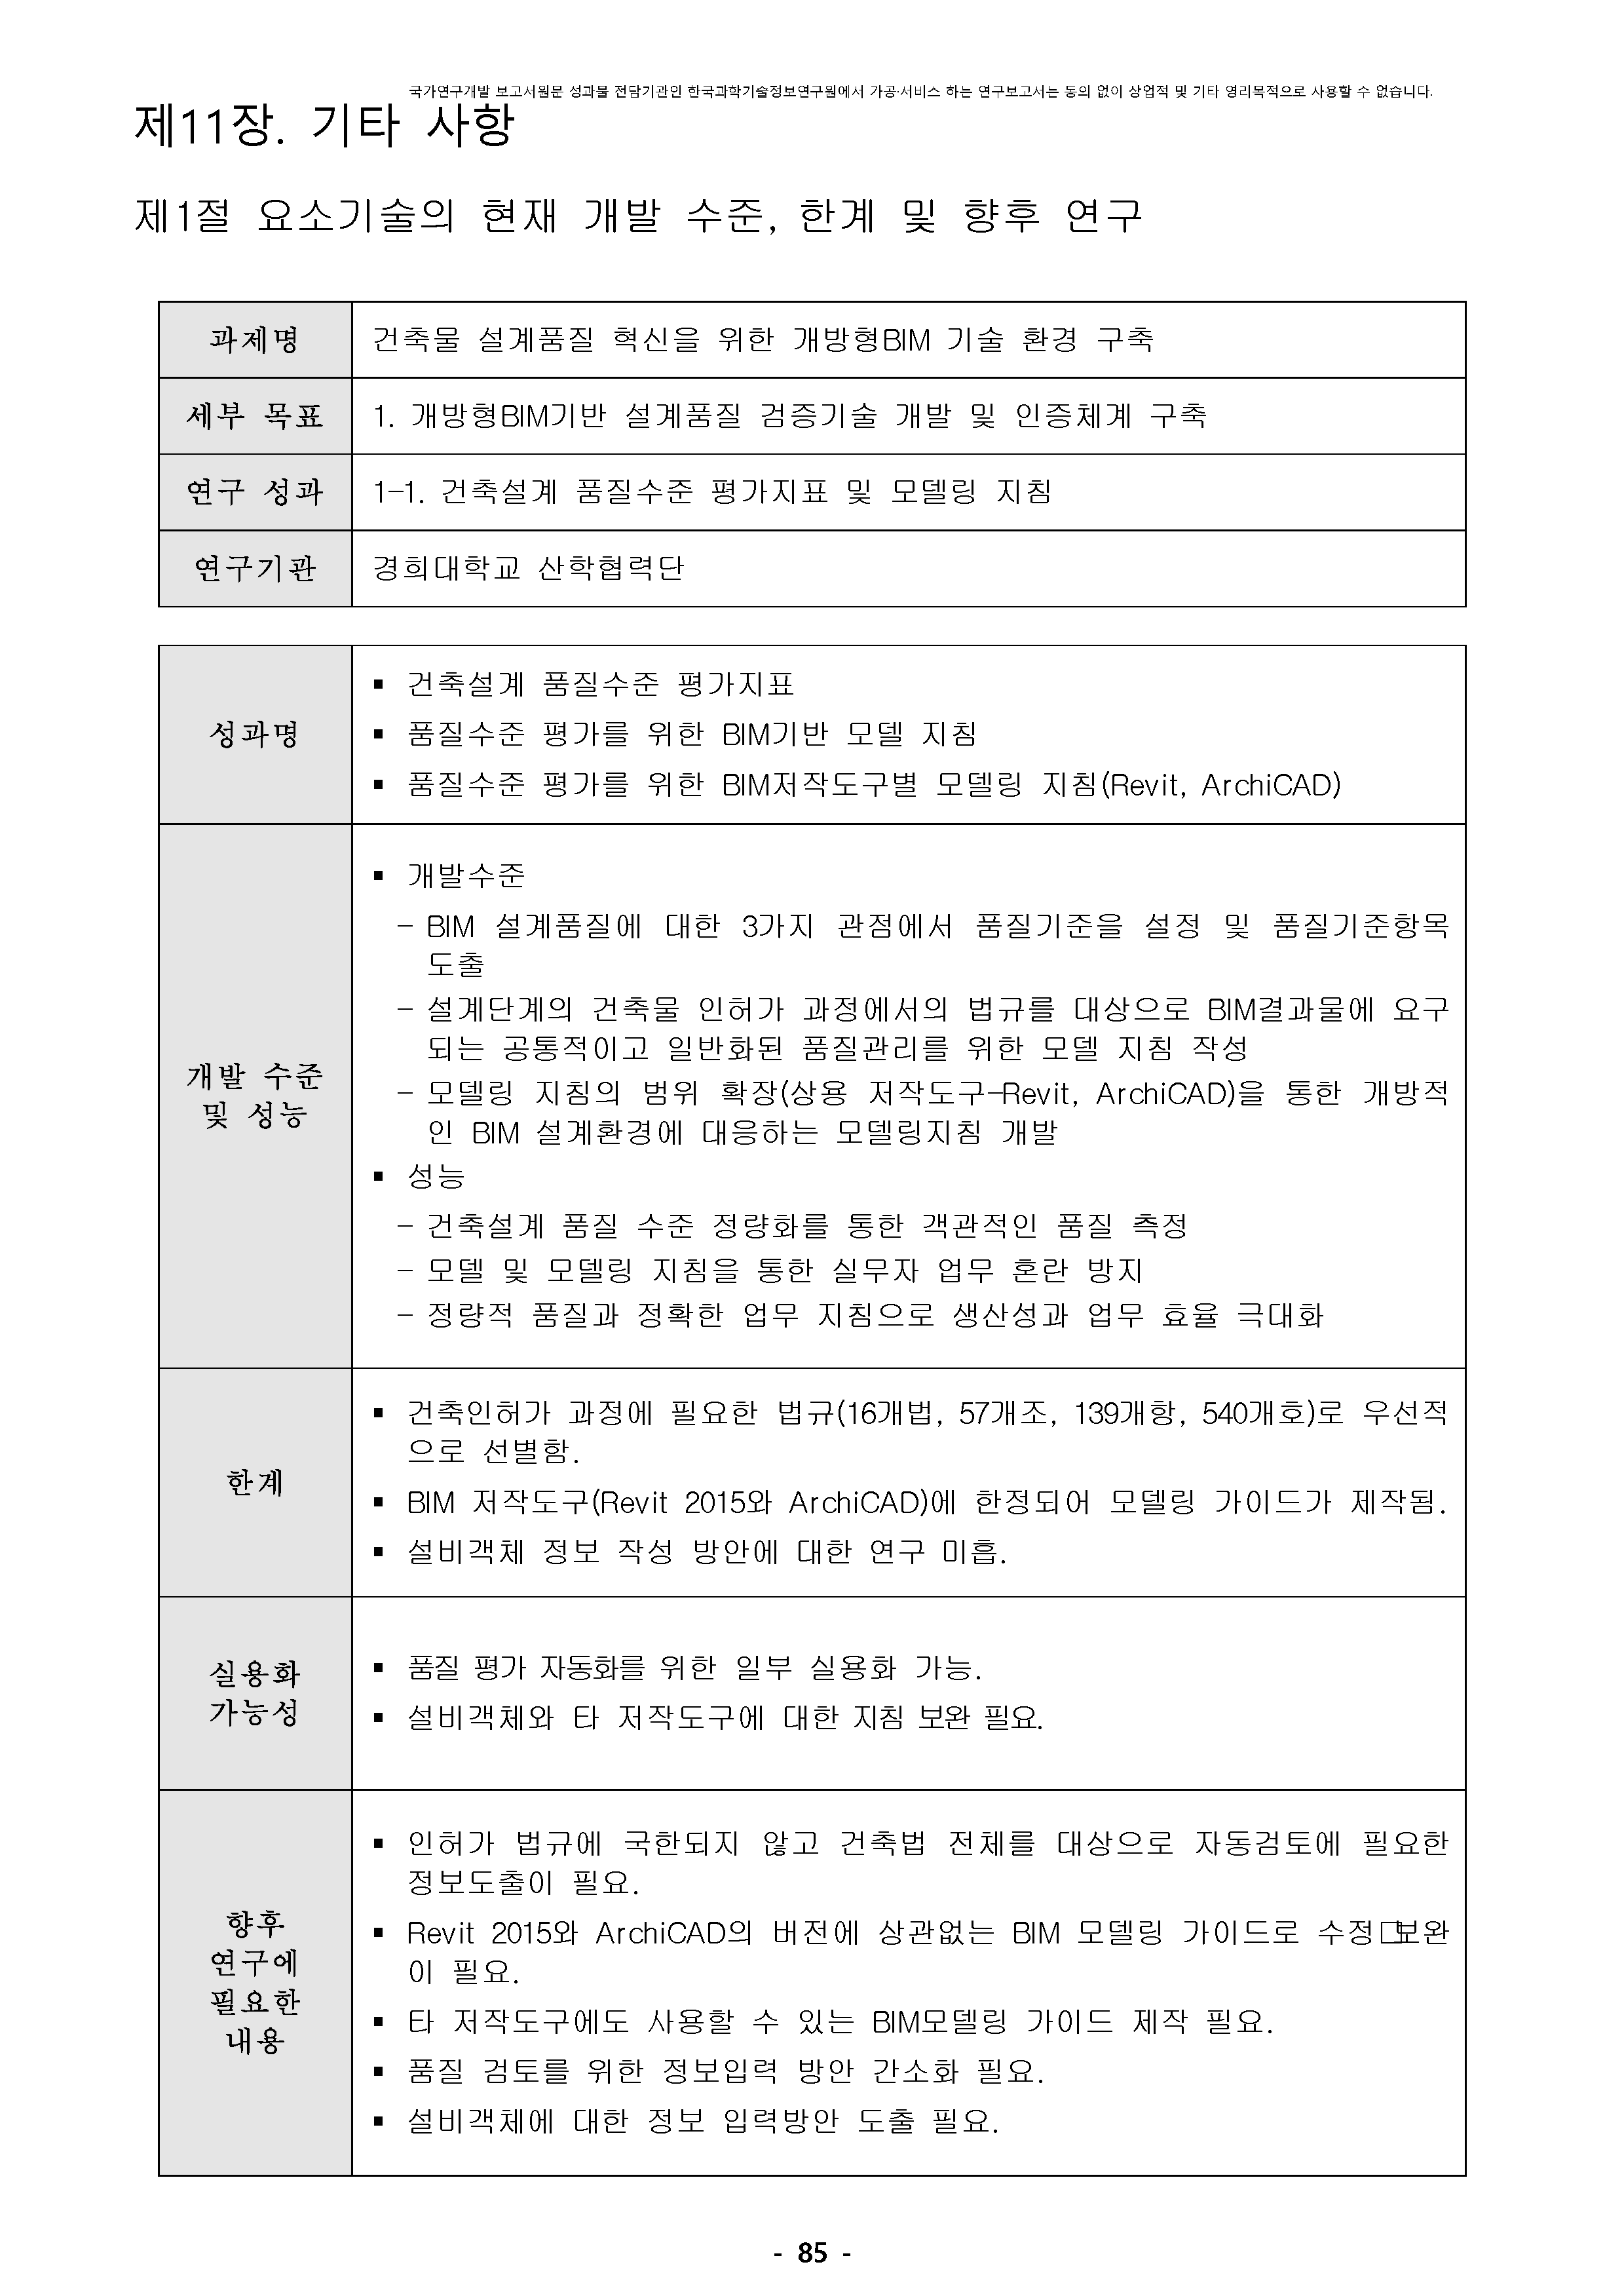 국가연구개발 보고서원문 성과물 전담기관인 한국과학기술정보연구원에서 가공·서비스 하는 연구보고서는 동의 없이 상업적 및 기타 영리목적으로 사용할 수 없습니다.
제11장. 기타 사항
제1절 요소기술의 현재 개발 수준, 한계 및 향후 연구
과제명
건축물 설계품질 혁신을 위한 개방형BIM 기술 환경 구축
세부 목표
1. 개방형BIM기반 설계품질 검증기술 개발 및 인증체계 구축
연구 성과
1-1. 건축설계 품질수준 평가지표 및 모델링 지침
연구기관
경희대학교 산학협력단
성과명
▪ 건축설계 품질수준 평가지표
▪ 품질수준 평가를 위한 BIM기반 모델 지침
▪ 품질수준 평가를 위한 BIM저작도구별 모델링 지침(Revit, ArchiCAD)
개발 수준
및 성능
▪ 개발수준
- BIM 설계품질에 대한 3가지 관점에서 품질기준을 설정 및 품질기준항목
도출
- 설계단계의 건축물 인허가 과정에서의 법규를 대상으로 BIM결과물에 요구
되는 공통적이고 일반화된 품질관리를 위한 모델 지침 작성
- 모델링 지침의 범위 확장(상용 저작도구-Revit, ArchiCAD)을 통한 개방적
인 BIM 설계환경에 대응하는 모델링지침 개발
▪ 성능
- 건축설계 품질 수준 정량화를 통한 객관적인 품질 측정
- 모델 및 모델링 지침을 통한 실무자 업무 혼란 방지
- 정량적 품질과 정확한 업무 지침으로 생산성과 업무 효율 극대화
한계
▪ 건축인허가 과정에 필요한 법규(16개법, 57개조, 139개항, 540개호)로 우선적
으로 선별함.
▪ BIM 저작도구(Revit 2015와 ArchiCAD)에 한정되어 모델링 가이드가 제작됨.
▪ 설비객체 정보 작성 방안에 대한 연구 미흡.
실용화
가능성
▪ 품질 평가 자동화를 위한 일부 실용화 가능.
▪ 설비객체와 타 저작도구에 대한 지침 보완 필요.
향후
연구에
필요한
내용
▪ 인허가 법규에 국한되지 않고 건축법 전체를 대상으로 자동검토에 필요한
정보도출이 필요.
▪ Revit 2015와 ArchiCAD의 버전에 상관없는 BIM 모델링 가이드로 수정□보완
이 필요.
▪ 타 저작도구에도 사용할 수 있는 BIM모델링 가이드 제작 필요.
▪ 품질 검토를 위한 정보입력 방안 간소화 필요.
▪ 설비객체에 대한 정보 입력방안 도출 필요.
- 85 -